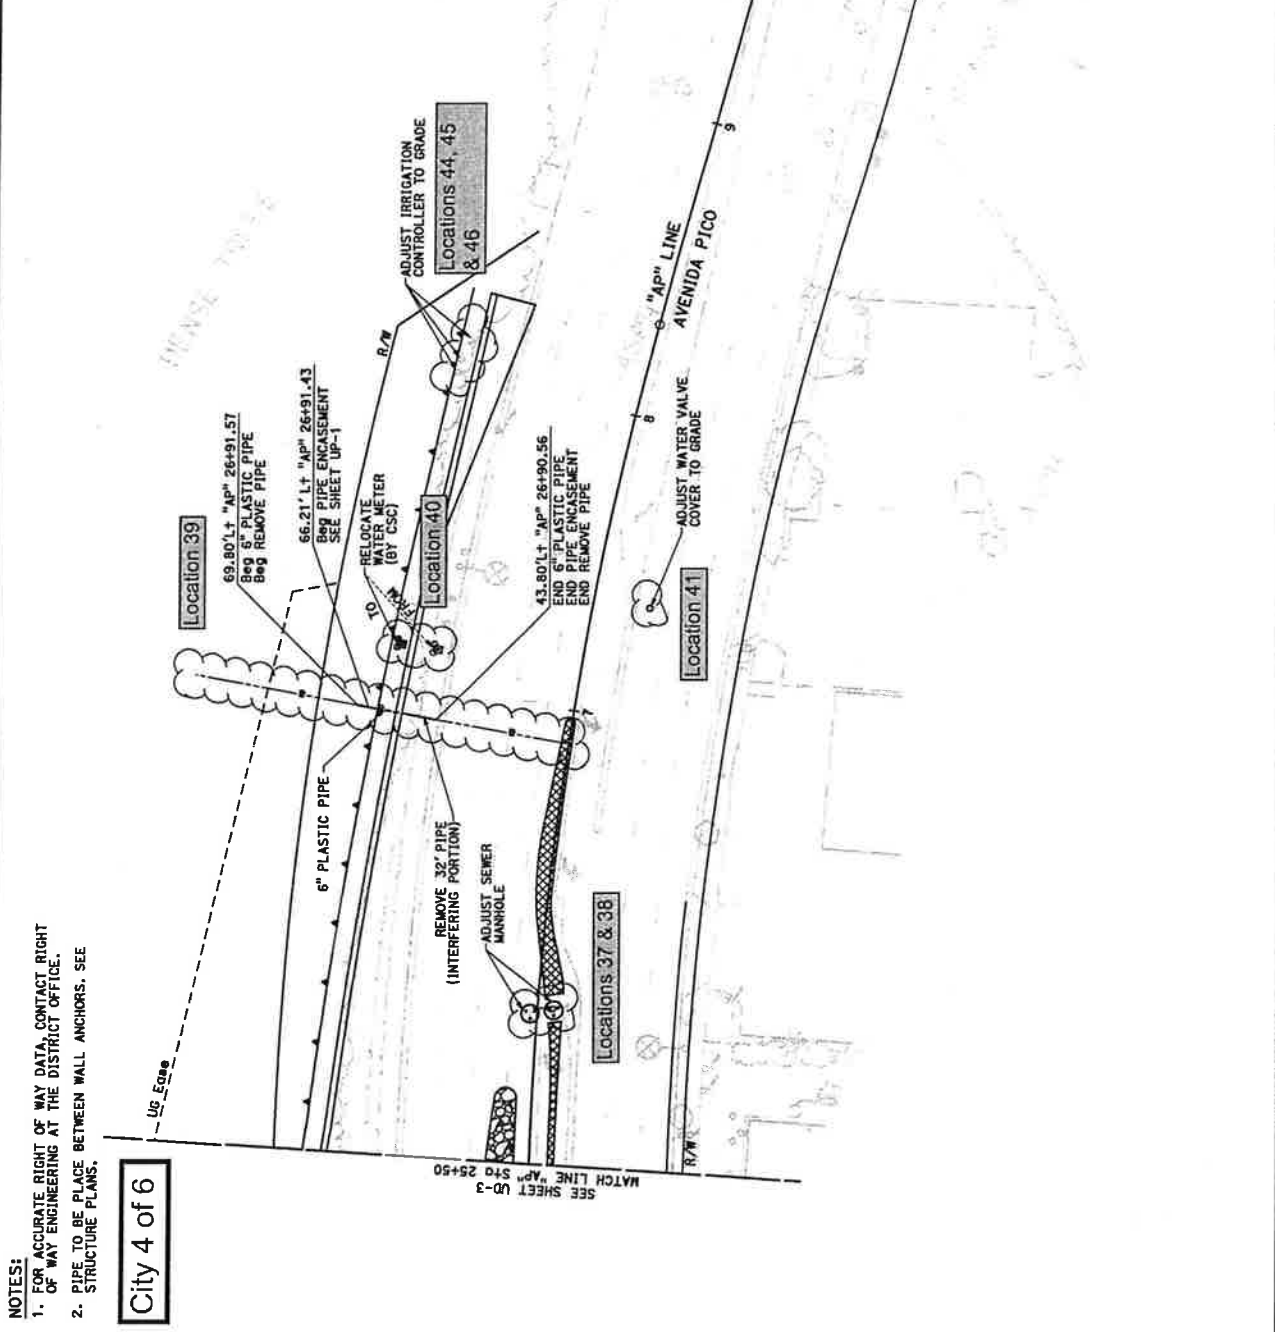 NOTES:
1. FOR ACCURATE RIGHT OF WAY DATA, CONTACT RIGHT
OF WAY ENGINEERING AT THE DISTRICT OFFICE.
2. PIPE TO BE PLACE BETWEEN WALL ANCHORS. SEE
STRUCTURE PLANS.
City 4 of 6
UG Ease
SEE SHEET UD-3
MATCH LINE "AP" Sta 25+50
R/W
6" PLASTIC PIPE
REMOVE 32' PIPE
(INTERFERING PORTION)
ADJUST SEWER
MANHOLE
Locations 37 & 38
Location 39
69.80'Lt "AP" 26+91.57
Beg 6" PLASTIC PIPE
Beg REMOVE PIPE
66.21' Lt "AP" 26+91.43
Beg PIPE ENCASEMENT
SEE SHEET UP-1
RELOCATE
WATER METER
(BY CSC)
TO
FROM
Location 40
43.80'Lt "AP" 26+90.56
END 6" PLASTIC PIPE
END PIPE ENCASEMENT
END REMOVE PIPE
7
Location 41
ADJUST WATER VALVE
COVER TO GRADE
8
R/W
ADJUST IRRIGATION
CONTROLLER TO GRADE
Locations 44, 45
& 46
"AP" LINE
AVENIDA PICO
9
DENSE TREES